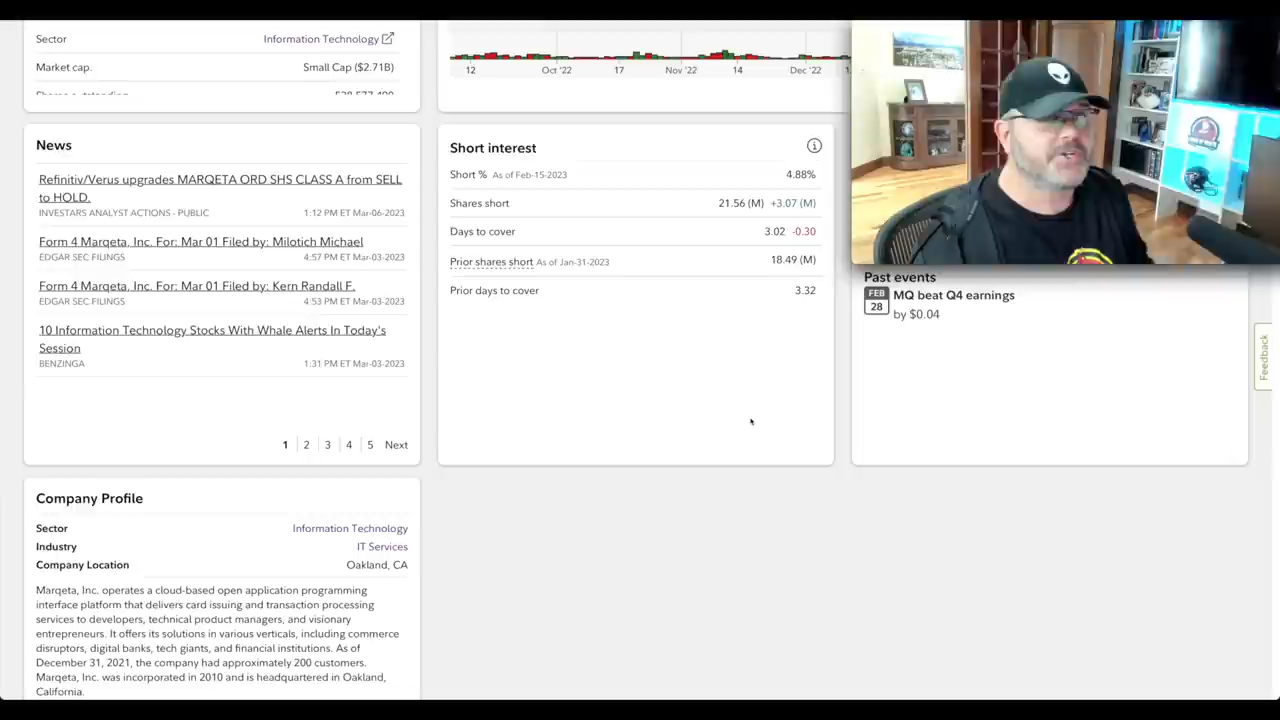 Sector Information Technology
Market cap. Small Cap ($2.71B)
Shares outstanding 538,577,490
12 Oct '22 17 Nov '22 14 Dec '22
News
Refinitiv/Verus upgrades MARQETA ORD SHS CLASS A from SELL
to HOLD.
INVESTARS ANALYST ACTIONS - PUBLIC 1:12 PM ET Mar-06-2023
Form 4 Marqeta, Inc. For: Mar 01 Filed by: Milotich Michael
EDGAR SEC FILINGS 4:57 PM ET Mar-03-2023
Form 4 Marqeta, Inc. For: Mar 01 Filed by: Kern Randall F.
EDGAR SEC FILINGS 4:53 PM ET Mar-03-2023
10 Information Technology Stocks With Whale Alerts In Today's
Session
BENZINGA 1:31 PM ET Mar-03-2023
1 2 3 4 5 Next
Short interest
Short % As of Feb-15-2023 4.88%
Shares short 21.56 (M) +3.07 (M)
Days to cover 3.02 -0.30
Prior shares short As of Jan-31-2023 18.49 (M)
Prior days to cover 3.32
Past events
FEB
28
MQ beat Q4 earnings
by $0.04
Feedback
Company Profile
Sector Information Technology
Industry IT Services
Company Location Oakland, CA
Marqeta, Inc. operates a cloud-based open application programming
interface platform that delivers card issuing and transaction processing
services to developers, technical product managers, and visionary
entrepreneurs. It offers its solutions in various verticals, including commerce
disruptors, digital banks, tech giants, and financial institutions. As of
December 31, 2021, the company had approximately 200 customers.
Marqeta, Inc. was incorporated in 2010 and is headquartered in Oakland,
California.